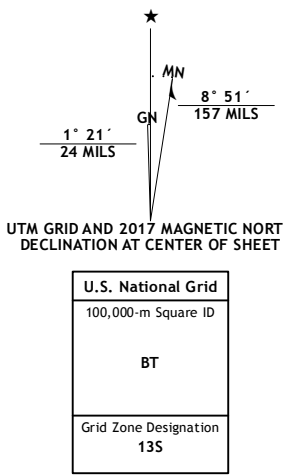 ★
MN
GN
8° 51´
157 MILS
1° 21´
24 MILS
UTM GRID AND 2017 MAGNETIC NORT
DECLINATION AT CENTER OF SHEET
U.S. National Grid
100,000-m Square ID
BT
Grid Zone Designation
13S